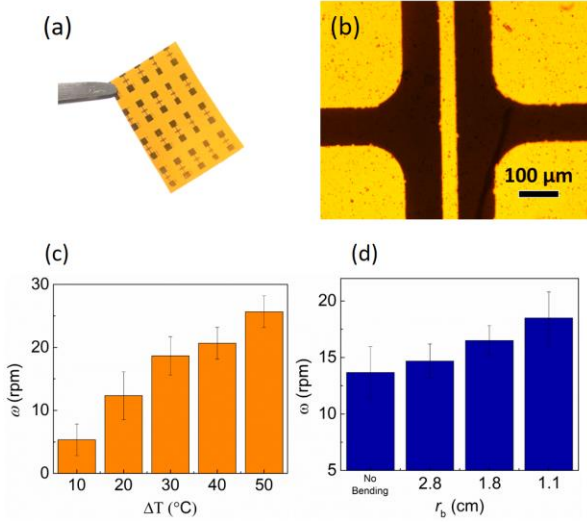 (a)
(b)
100 μm
(c)
ω (rpm)
30
20
10
0
10 20 30 40 50
ΔT (°C)
(d)
ω (rpm)
20
15
10
5
No
Bending
2.8 1.8 1.1
r_b (cm)